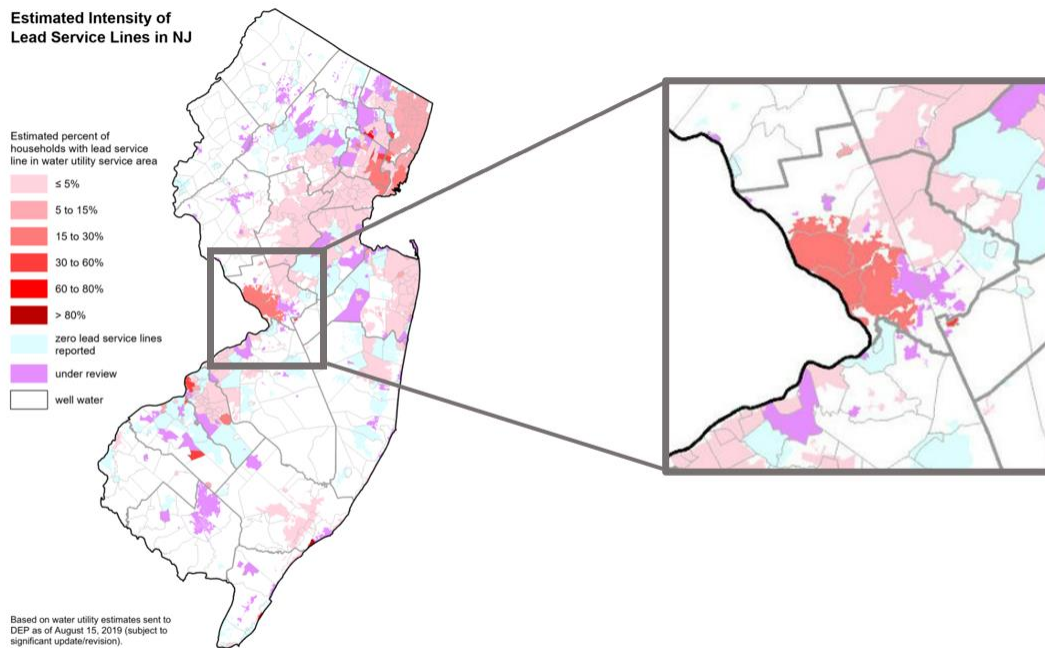 Estimated Intensity of
Lead Service Lines in NJ
Estimated percent of
households with lead service
line in water utility service area
≤ 5%
5 to 15%
15 to 30%
30 to 60%
60 to 80%
> 80%
zero lead service lines
reported
under review
well water
Based on water utility estimates sent to
DEP as of August 15, 2019 (subject to
significant update/revision).